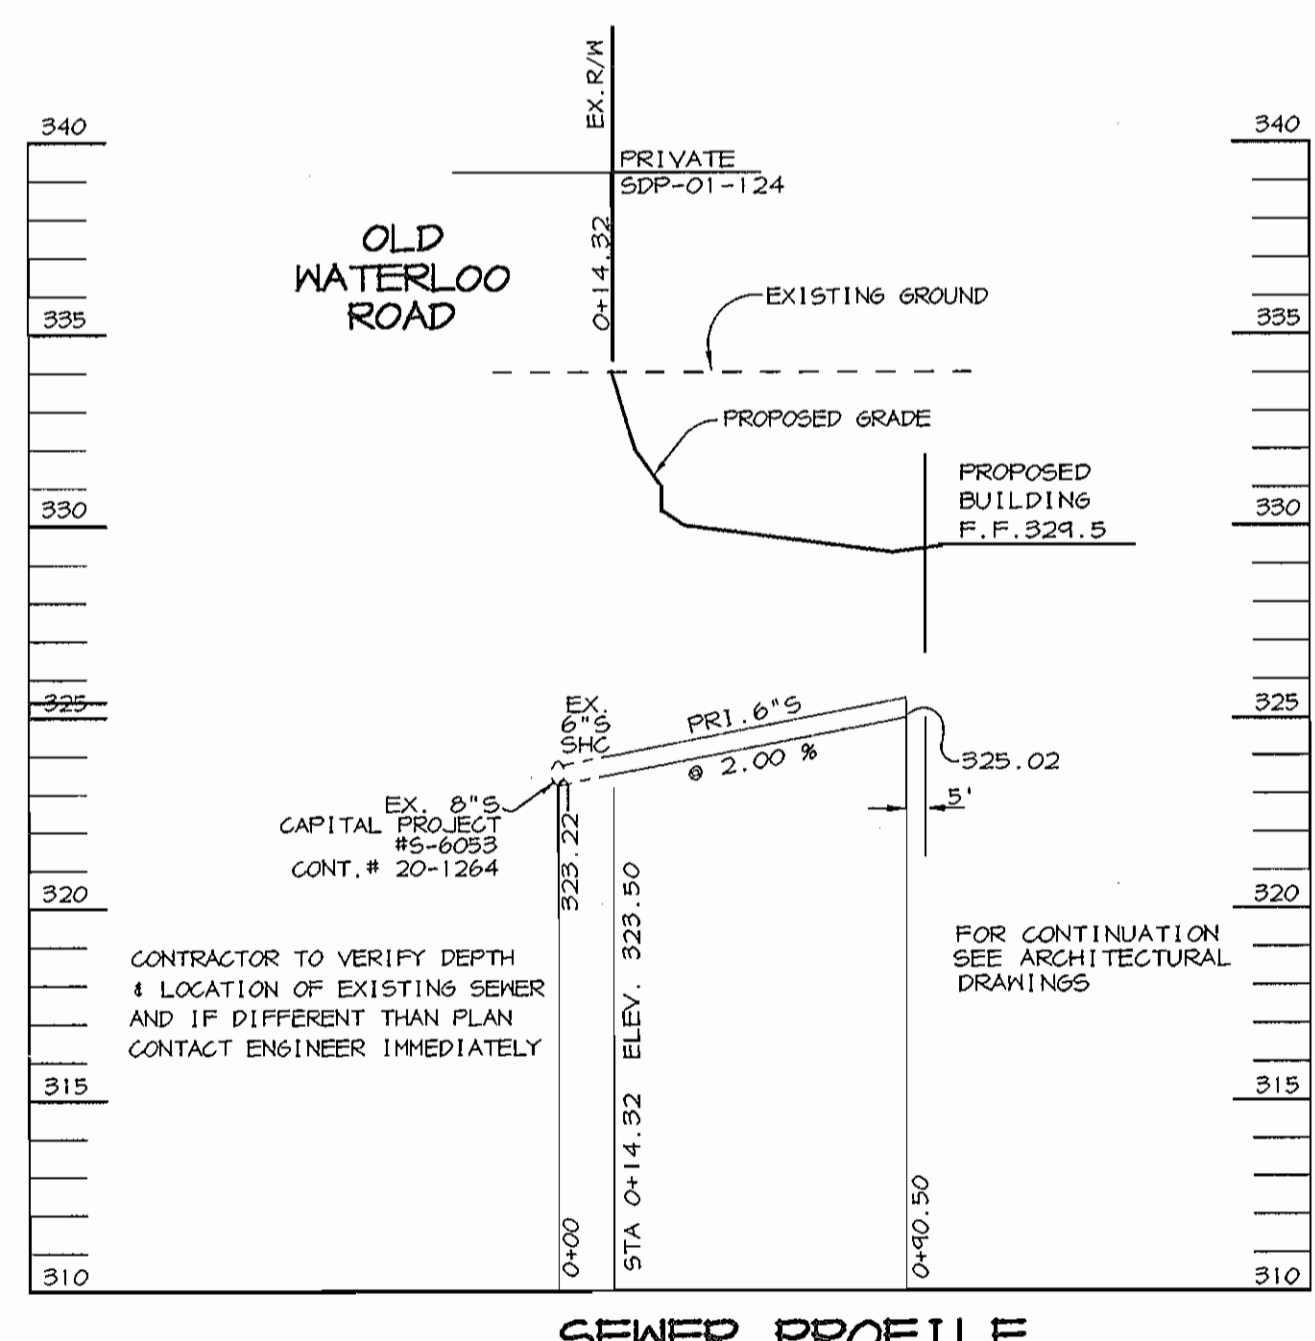 EX. R/W
340
340
PRIVATE
SDP-01-124
0+14.32
OLD
WATERLOO
ROAD
EXISTING GROUND
335
335
PROPOSED GRADE
PROPOSED
BUILDING
F.F.329.5
330
330
325
325
EX.
6"S
SHC
PRI. 6"S
@ 2.00 %
325.02
5'
EX. 8"S
CAPITAL PROJECT
#S-6053
CONT.# 20-1264
323.22
320
320
STA 0+14.32 ELEV. 323.50
CONTRACTOR TO VERIFY DEPTH
& LOCATION OF EXISTING SEWER
AND IF DIFFERENT THAN PLAN
CONTACT ENGINEER IMMEDIATELY
FOR CONTINUATION
SEE ARCHITECTURAL
DRAWINGS
315
315
0+00
0+90.50
310
310
SEWER PROFILE